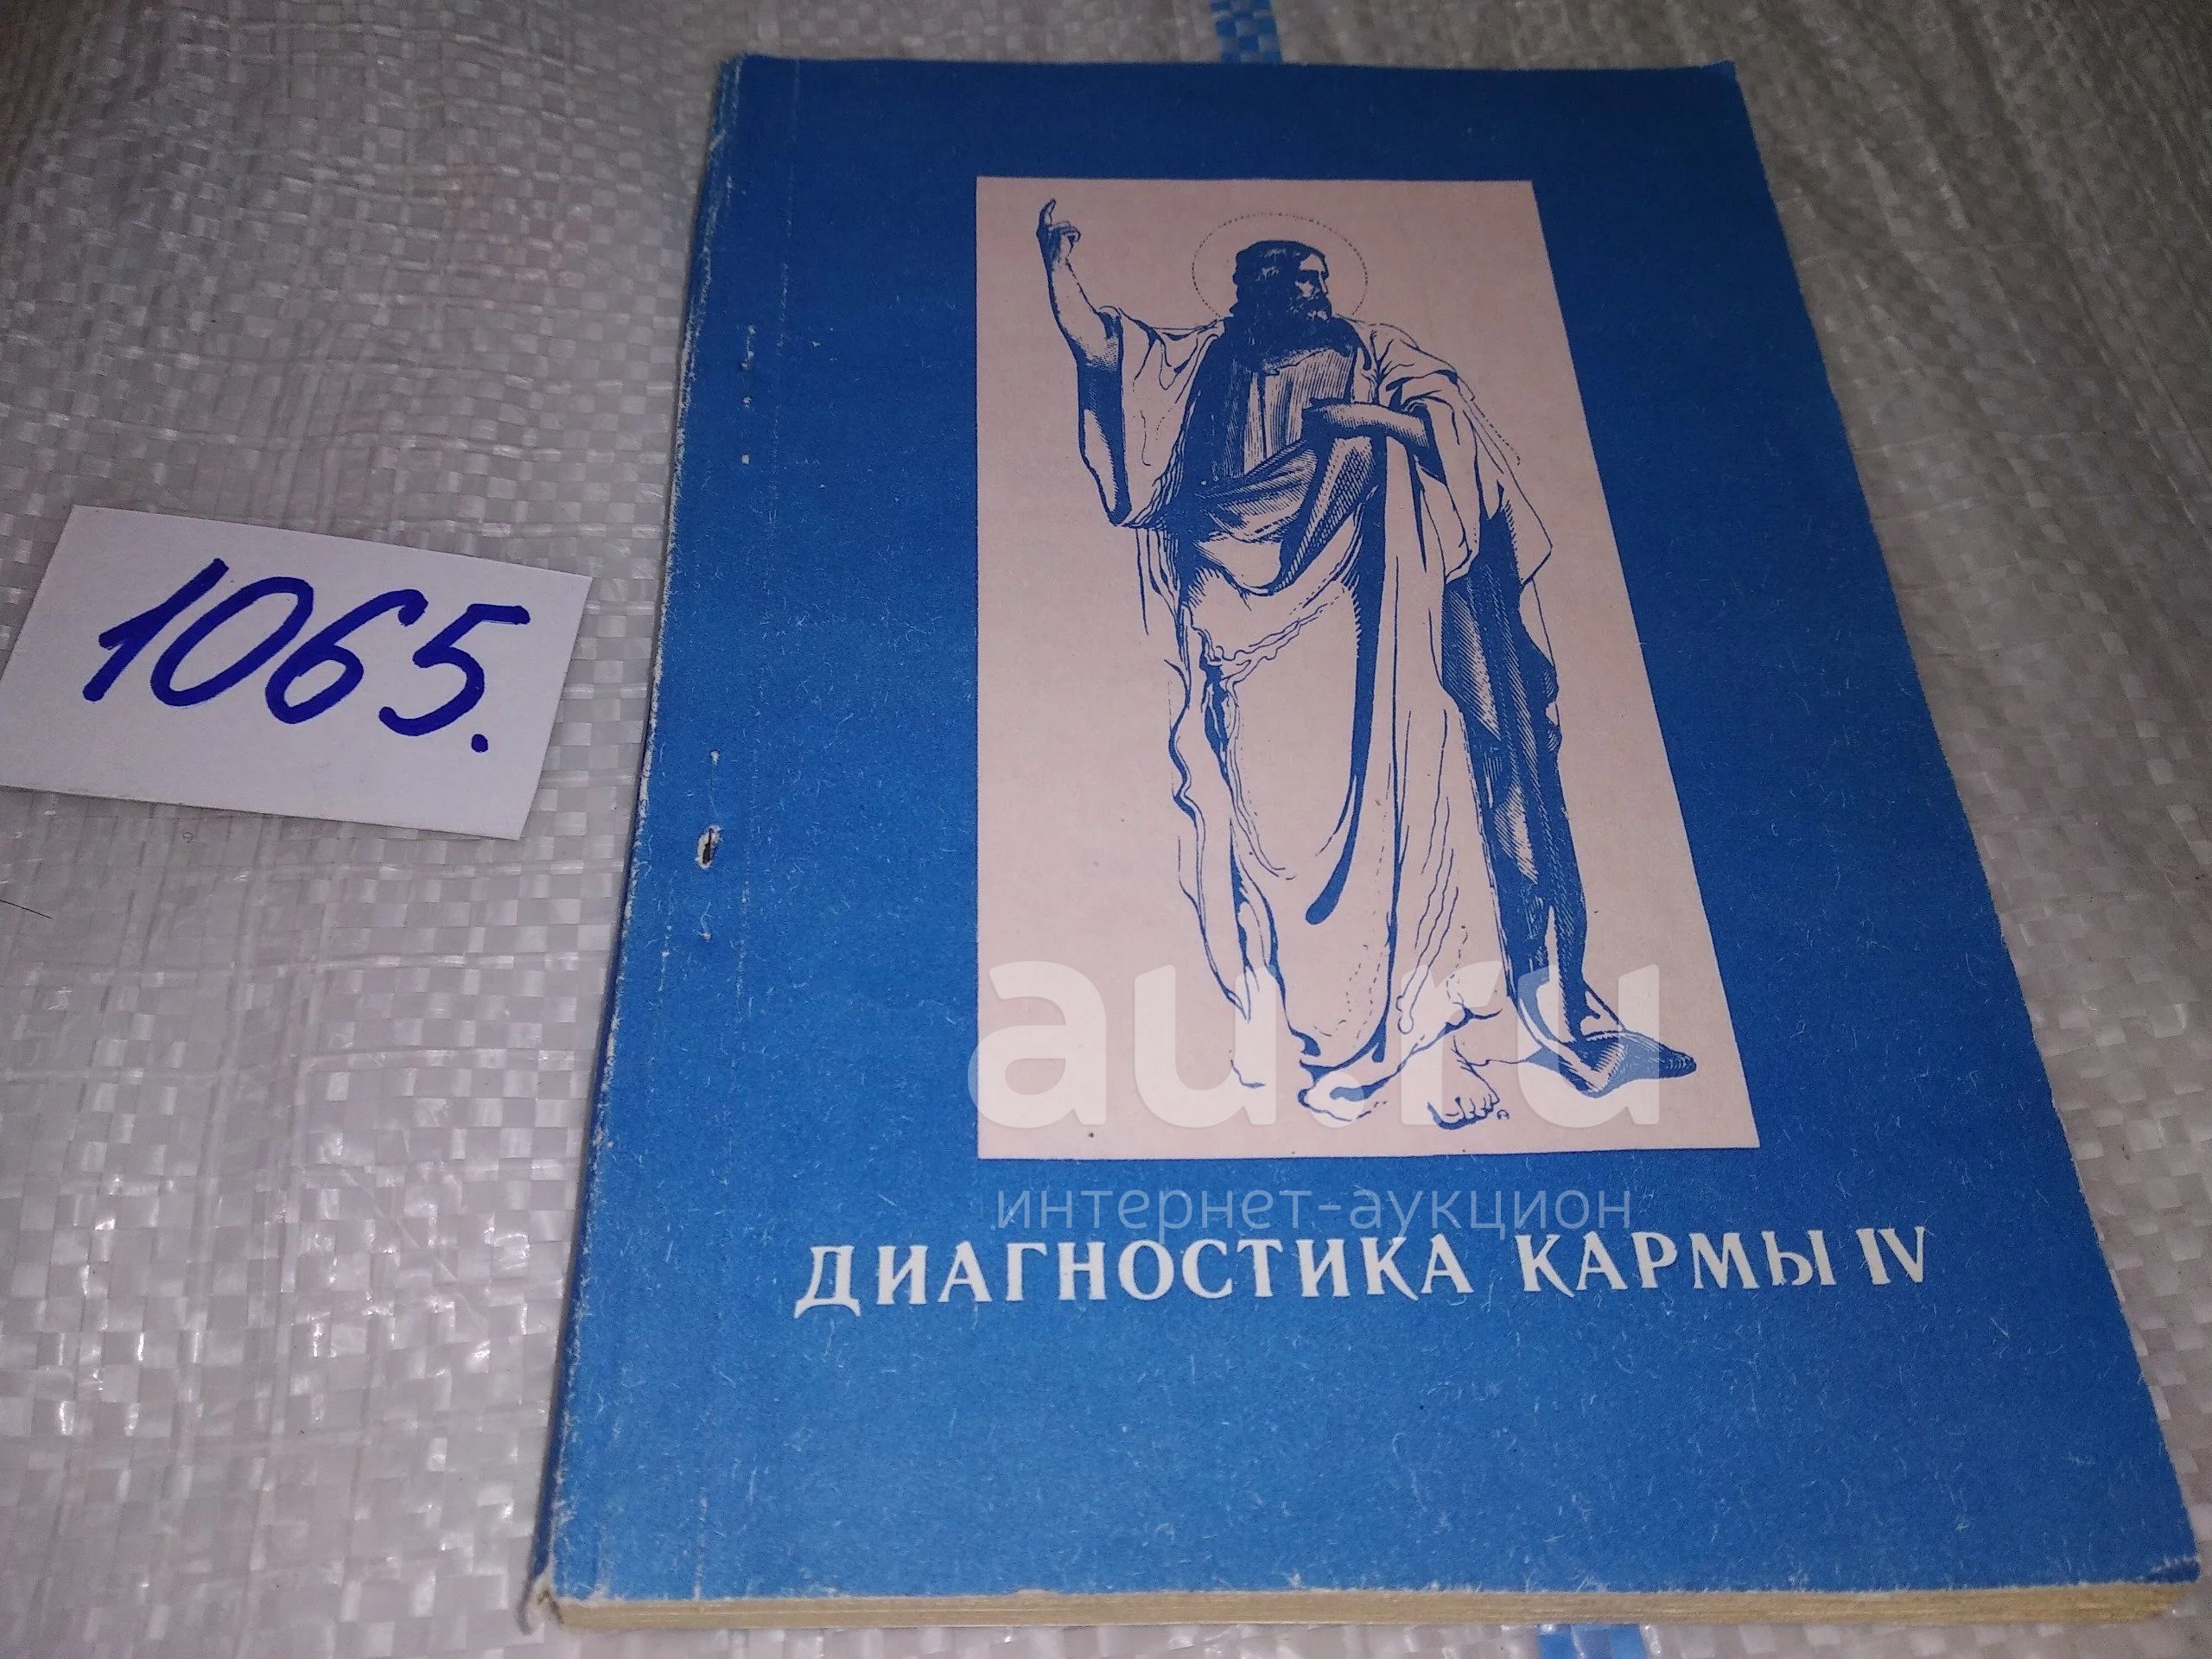 1065.
au.ru
интернет-аукцион
ДИАГНОСТИКА КАРМЫ IV